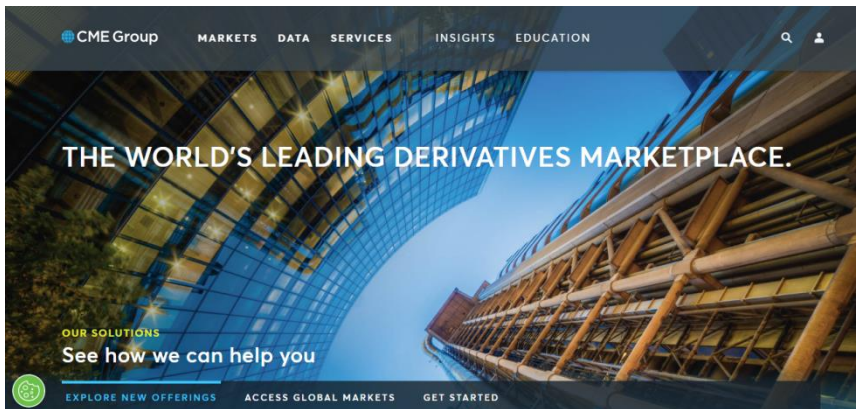 CME Group MARKETS DATA SERVICES INSIGHTS EDUCATION
THE WORLD'S LEADING DERIVATIVES MARKETPLACE.
OUR SOLUTIONS
See how we can help you
EXPLORE NEW OFFERINGS ACCESS GLOBAL MARKETS GET STARTED